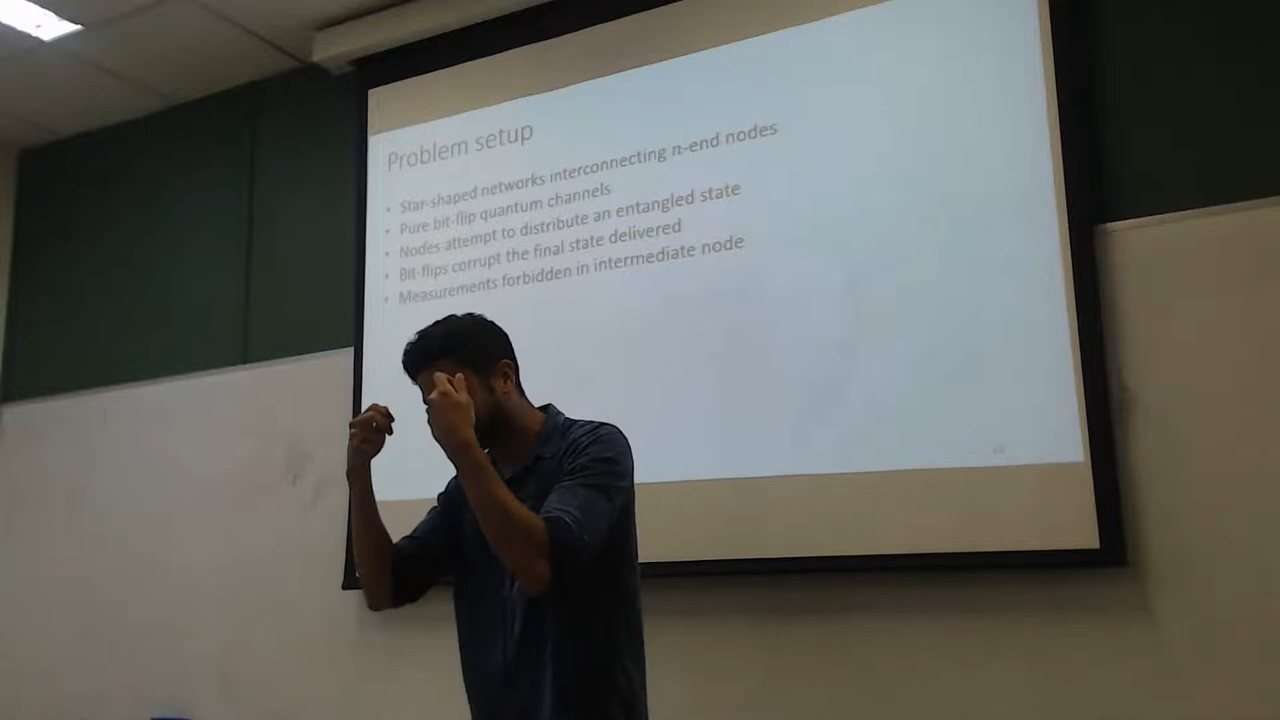 Problem setup
• Star-shaped networks interconnecting n-end nodes
• Pure bit-flip quantum channels
• Nodes attempt to distribute an entangled state
• Bit-flips corrupt the final state delivered
• Measurements forbidden in intermediate node